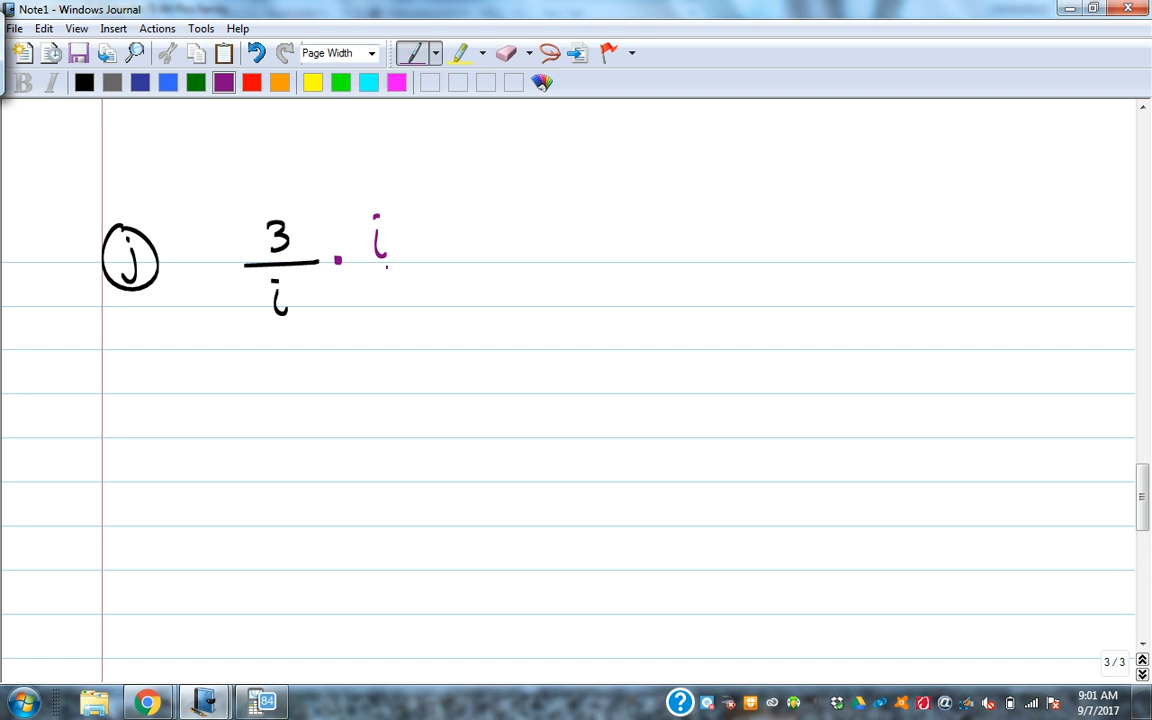 Note1 - Windows Journal
File Edit View Insert Actions Tools Help
Page Width
B I
j 3 · i
i
3 / 3
84
9:01 AM
9/7/2017